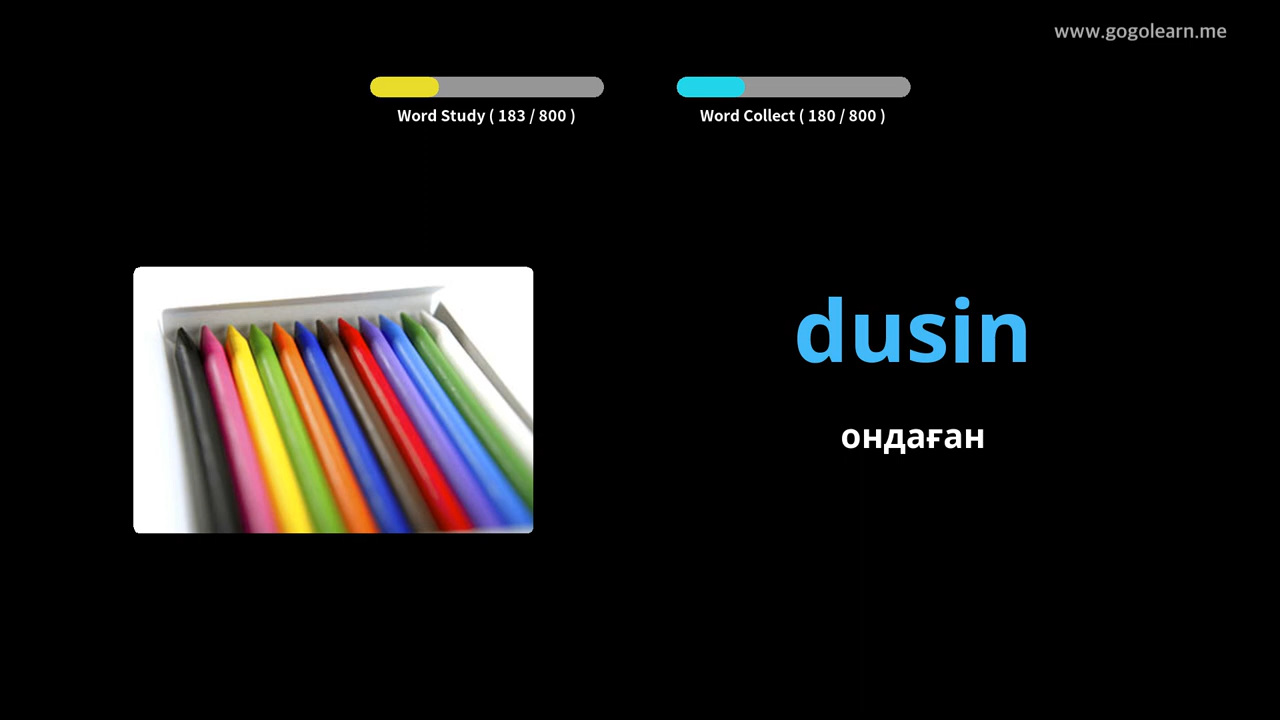 www.gogolearn.me
Word Study ( 183 / 800 )
Word Collect ( 180 / 800 )
dusin
ондаған